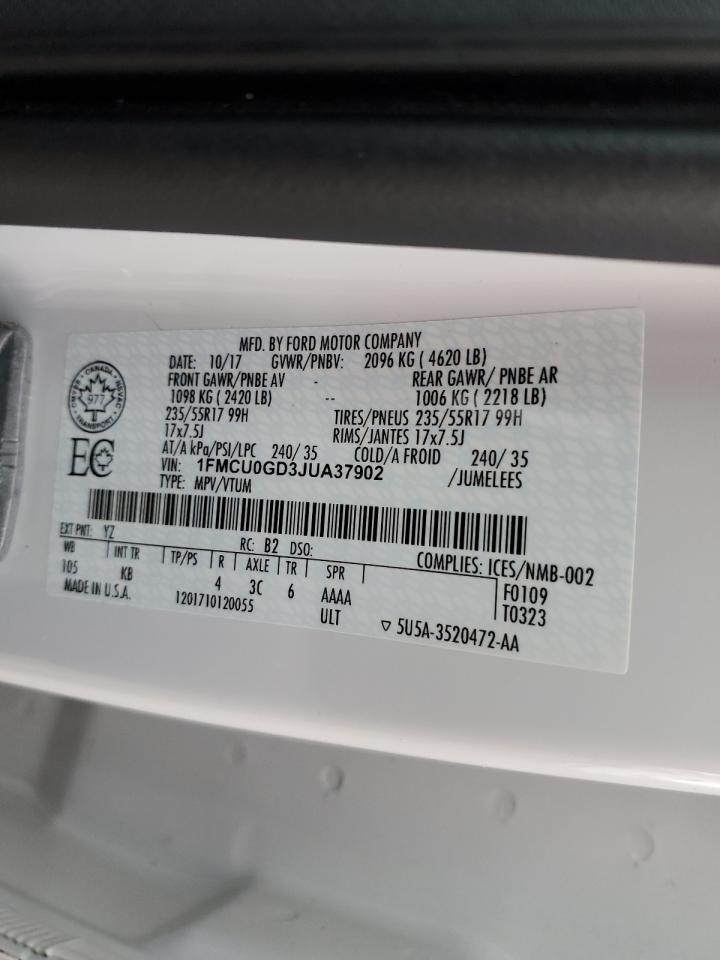 MFD. BY FORD MOTOR COMPANY
DATE: 10/17 GVWR/PNBV: 2096 KG ( 4620 LB)
FRONT GAWR/PNBE AV - REAR GAWR/ PNBE AR
1098 KG ( 2420 LB) -- 1006 KG ( 2218 LB)
235/55R17 99H TIRES/PNEUS 235/55R17 99H
17x7.5J RIMS/JANTES 17x7.5J
AT/A kPa/PSI/LPC 240/ 35 COLD/A FROID 240/ 35
VIN: 1FMCU0GD3JUA37902
TYPE: MPV/VTUM /JUMELEES
CANADA
977
TRANSPORT
EC
EXT PNT: YZ RC: B2 DSO: COMPLIES: ICES/NMB-002
WB INT TR TP/PS R AXLE TR SPR F0109
105 KB 4 3C 6 AAAA T0323
MADE IN U.S.A. 1201710120055 ULT ▽ 5U5A-3520472-AA